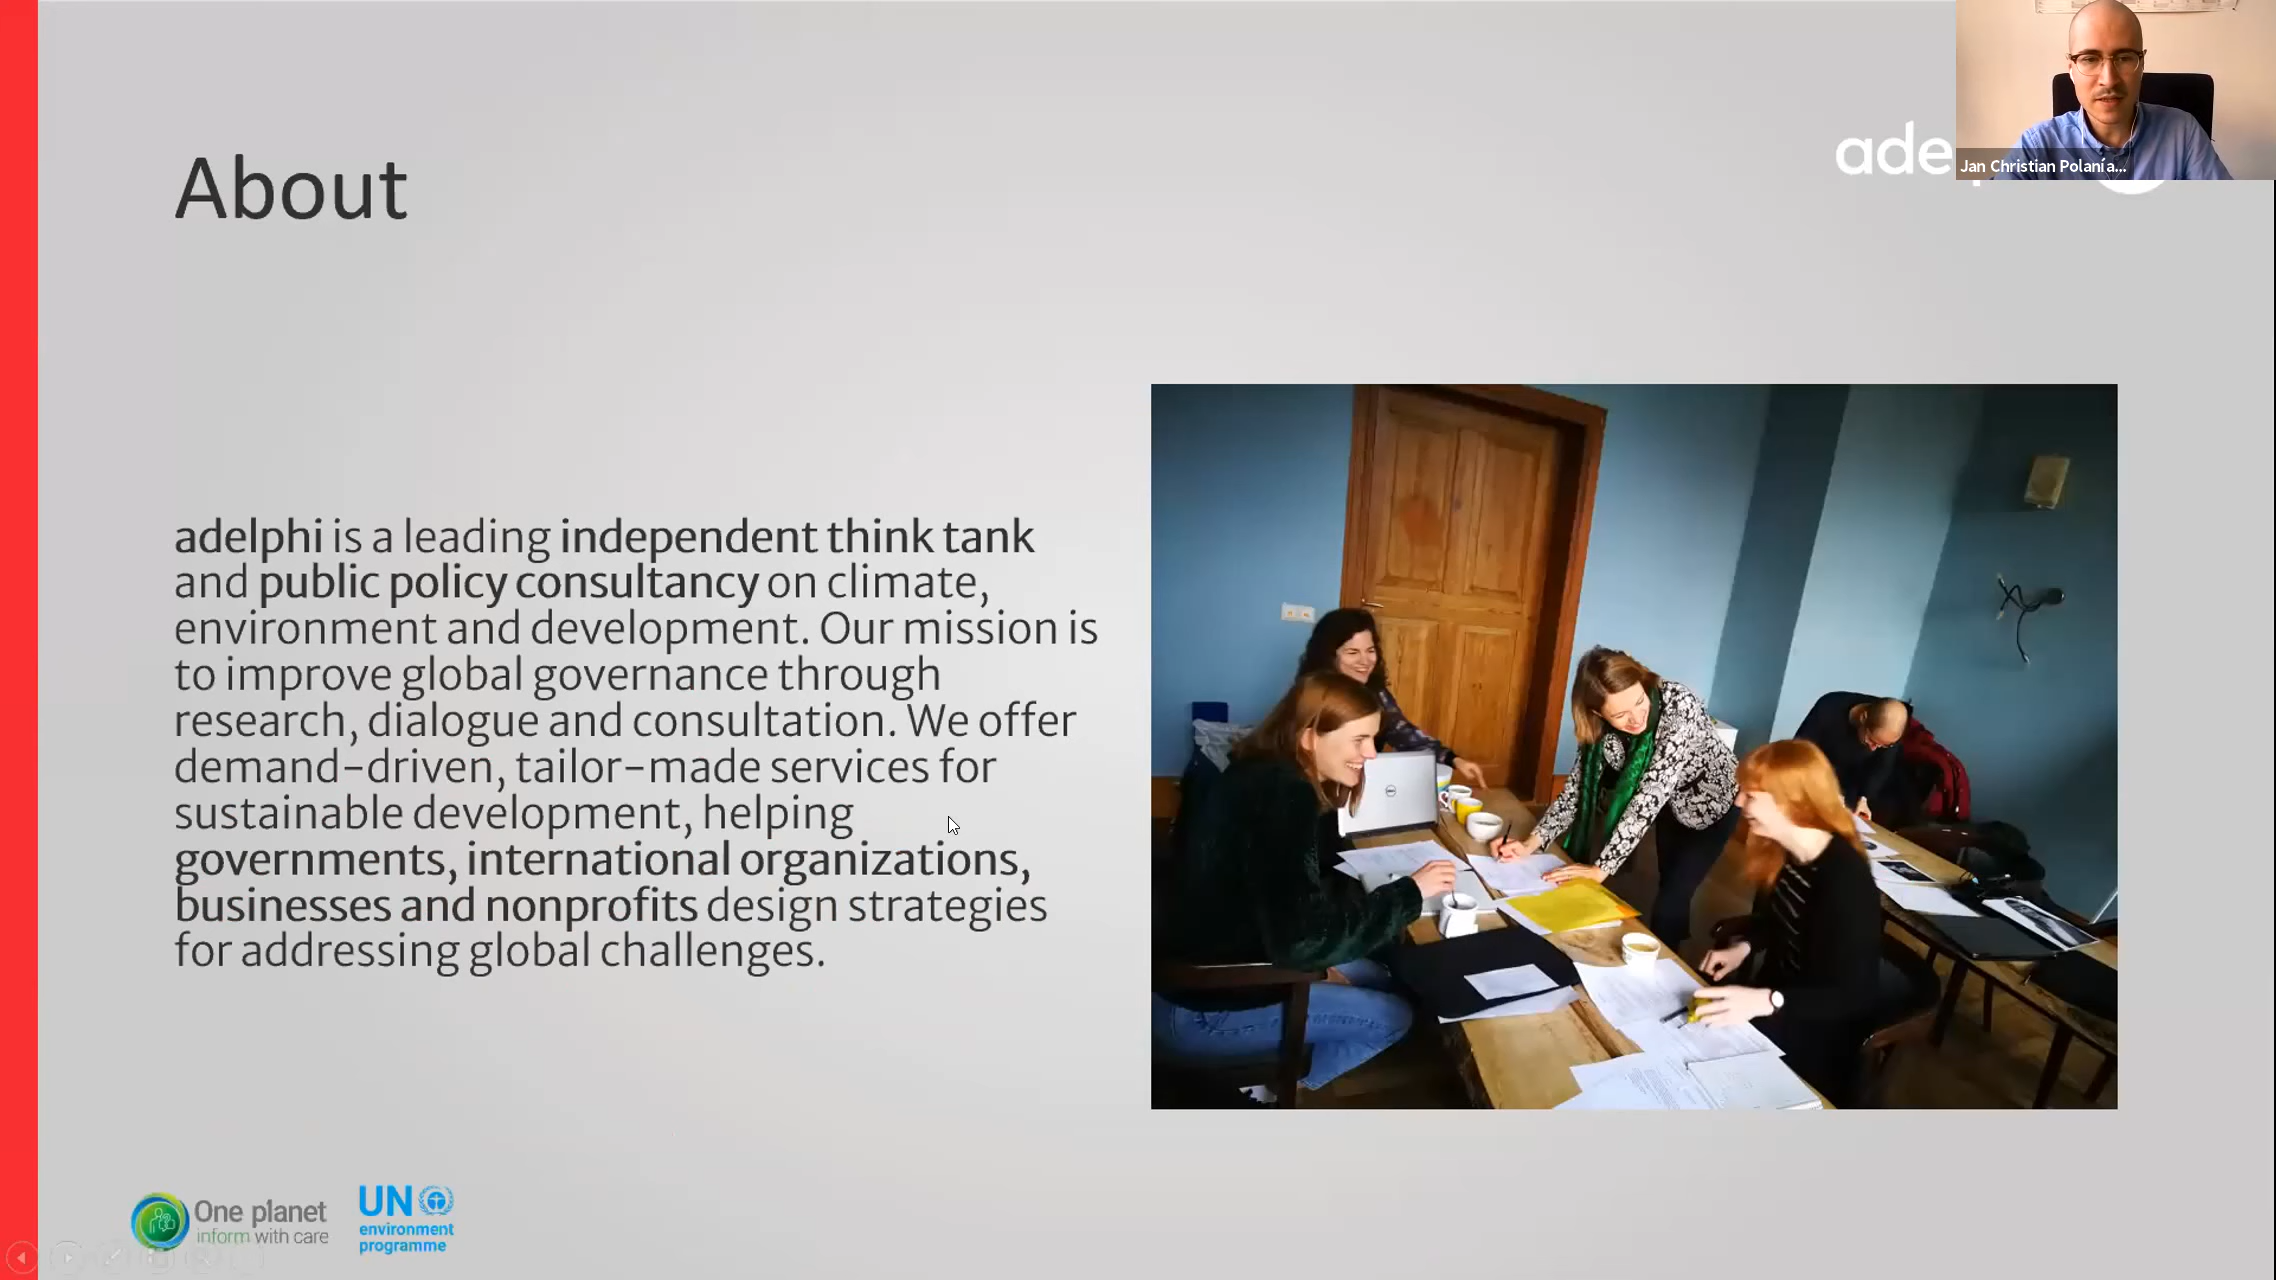 About
ade
Jan Christian Polanía...
adelphi is a leading independent think tank
and public policy consultancy on climate,
environment and development. Our mission is
to improve global governance through
research, dialogue and consultation. We offer
demand-driven, tailor-made services for
sustainable development, helping
governments, international organizations,
businesses and nonprofits design strategies
for addressing global challenges.
One planet
inform with care
UN
environment
programme